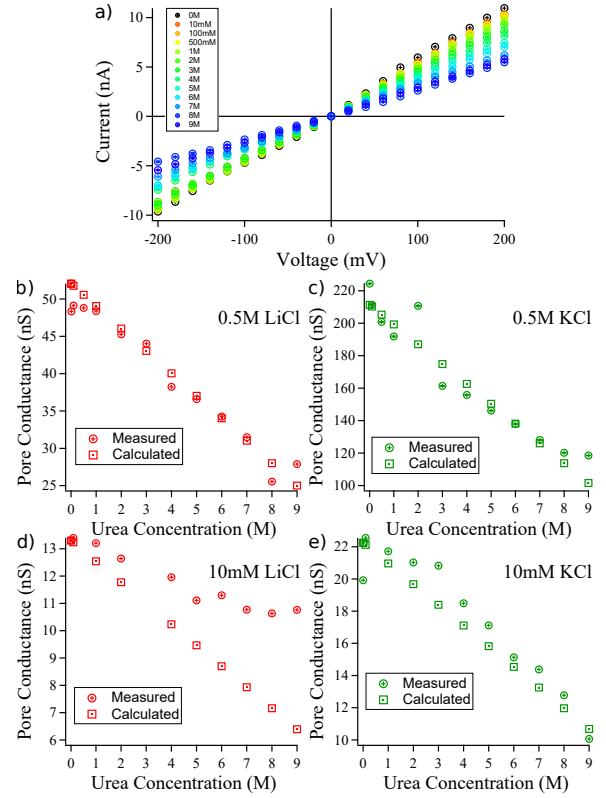 a)
10
5
0
-5
-10
Current (nA)
-200
-100
0
100
200
Voltage (mV)
0M
10mM
100mM
500mM
1M
2M
3M
4M
5M
6M
7M
8M
9M
b)
50
45
40
35
30
25
Pore Conductance (nS)
0.5M LiCl
Measured
Calculated
0 1 2 3 4 5 6 7 8 9
Urea Concentration (M)
c)
220
200
180
160
140
120
100
Pore Conductance (nS)
0.5M KCl
Measured
Calculated
0 1 2 3 4 5 6 7 8 9
Urea Concentration (M)
d)
13
12
11
10
9
8
7
6
Pore Conductance (nS)
10mM LiCl
Measured
Calculated
0 1 2 3 4 5 6 7 8 9
Urea Concentration (M)
e)
22
20
18
16
14
12
10
Pore Conductance (nS)
10mM KCl
Measured
Calculated
0 1 2 3 4 5 6 7 8 9
Urea Concentration (M)